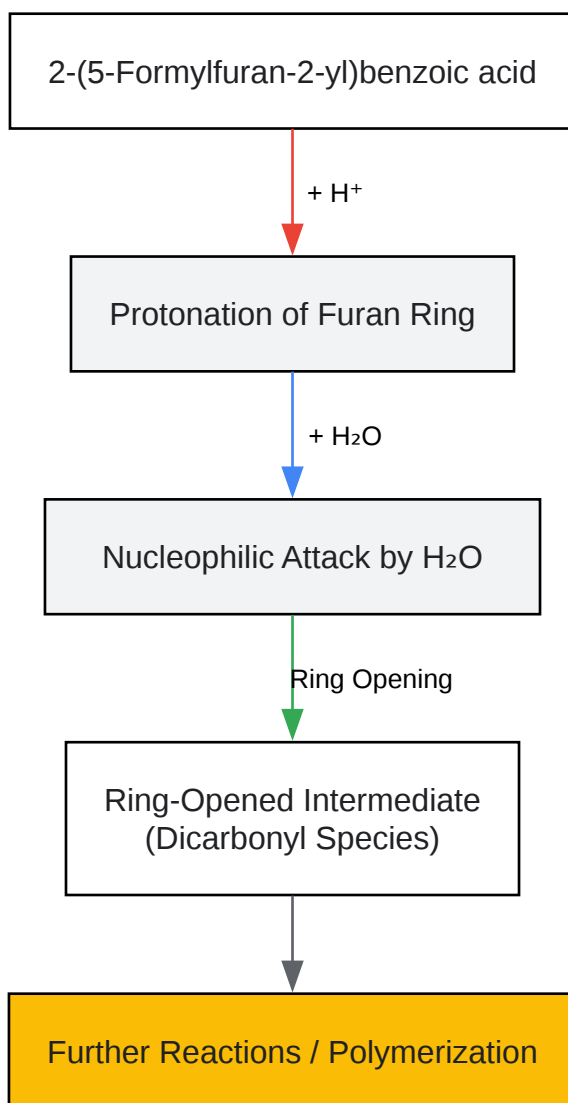 2-(5-Formylfuran-2-yl)benzoic acid
+ H⁺
Protonation of Furan Ring
+ H₂O
Nucleophilic Attack by H₂O
Ring Opening
Ring-Opened Intermediate
(Dicarbonyl Species)
Further Reactions / Polymerization